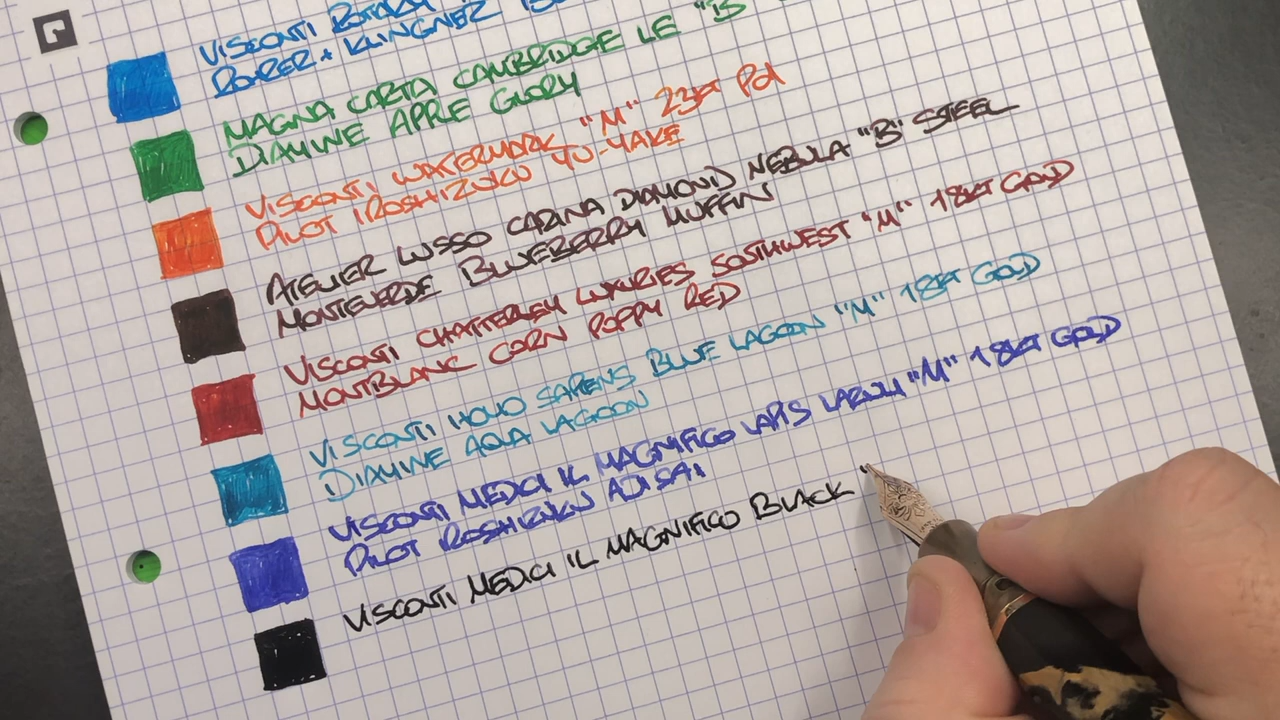 VISCONTI ROTARY
ROHRER + KLINGNER
MAGNA CARTA CAMBRIDGE LE "B
DIAMINE APPLE GLORY
VISCONTI WATERMARK "M" 23kt Pd
PILOT IROSHIZUKU YU-YAKE
ATELIER LUSSO CARINA DIAMOND NEBULA "B" STEEL
MONTEVERDE BLUEBERRY MUFFIN
VISCONTI CHATTERLEY LUXURIES SOUTHWEST "M" 18kt GOLD
MONTBLANC CORN POPPY RED
VISCONTI HOMO SAPIENS BLUE LAGOON "M" 18kt GOLD
DIAMINE AQUA LAGOON
VISCONTI MEDICI IL MAGNIFICO LAPIS LAZULI "M" 18kt GOLD
PILOT IROSHIZUKU AJISAI
VISCONTI MEDICI IL MAGNIFICO BLACK "